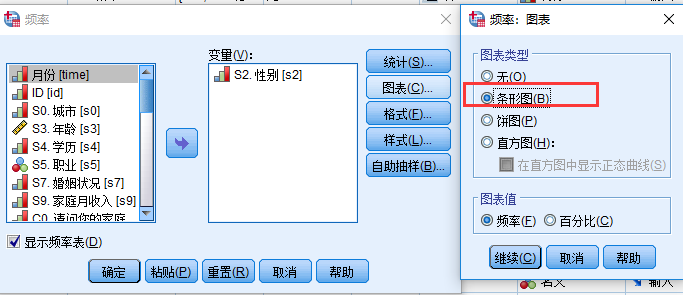 频率
变量(V):
月份 [time]
ID [id]
S0. 城市 [s0]
S3. 年龄 [s3]
S4. 学历 [s4]
S5. 职业 [s5]
S7. 婚姻状况 [s7]
S9. 家庭月收入 [s9]
C0. 请问你的家庭
S2. 性别 [s2]
统计(S)...
图表(C)...
格式(F)...
样式(L)...
自助抽样(B)...
显示频率表(D)
确定
粘贴(P)
重置(R)
取消
帮助
频率：图表
图表类型
无(O)
条形图(B)
饼图(P)
直方图(H)：
在直方图中显示正态曲线(S)
图表值
频率(F) 百分比(C)
继续(C)
取消
帮助
名义
输入